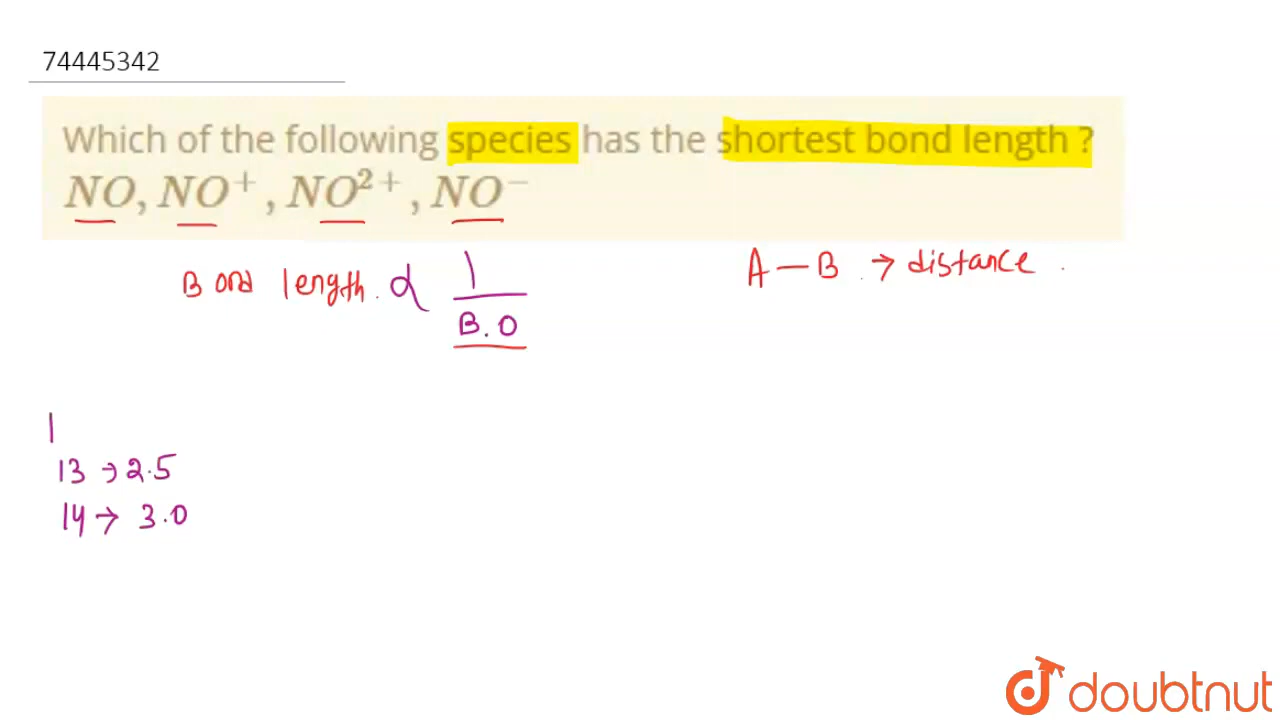 74445342
Which of the following species has the shortest bond length ?
NO, NO⁺ , NO²⁺ , NO⁻
Bond length. α 1/B.O
A — B . → distance .
1
13 → 2.5
14 → 3.0
doubtnut